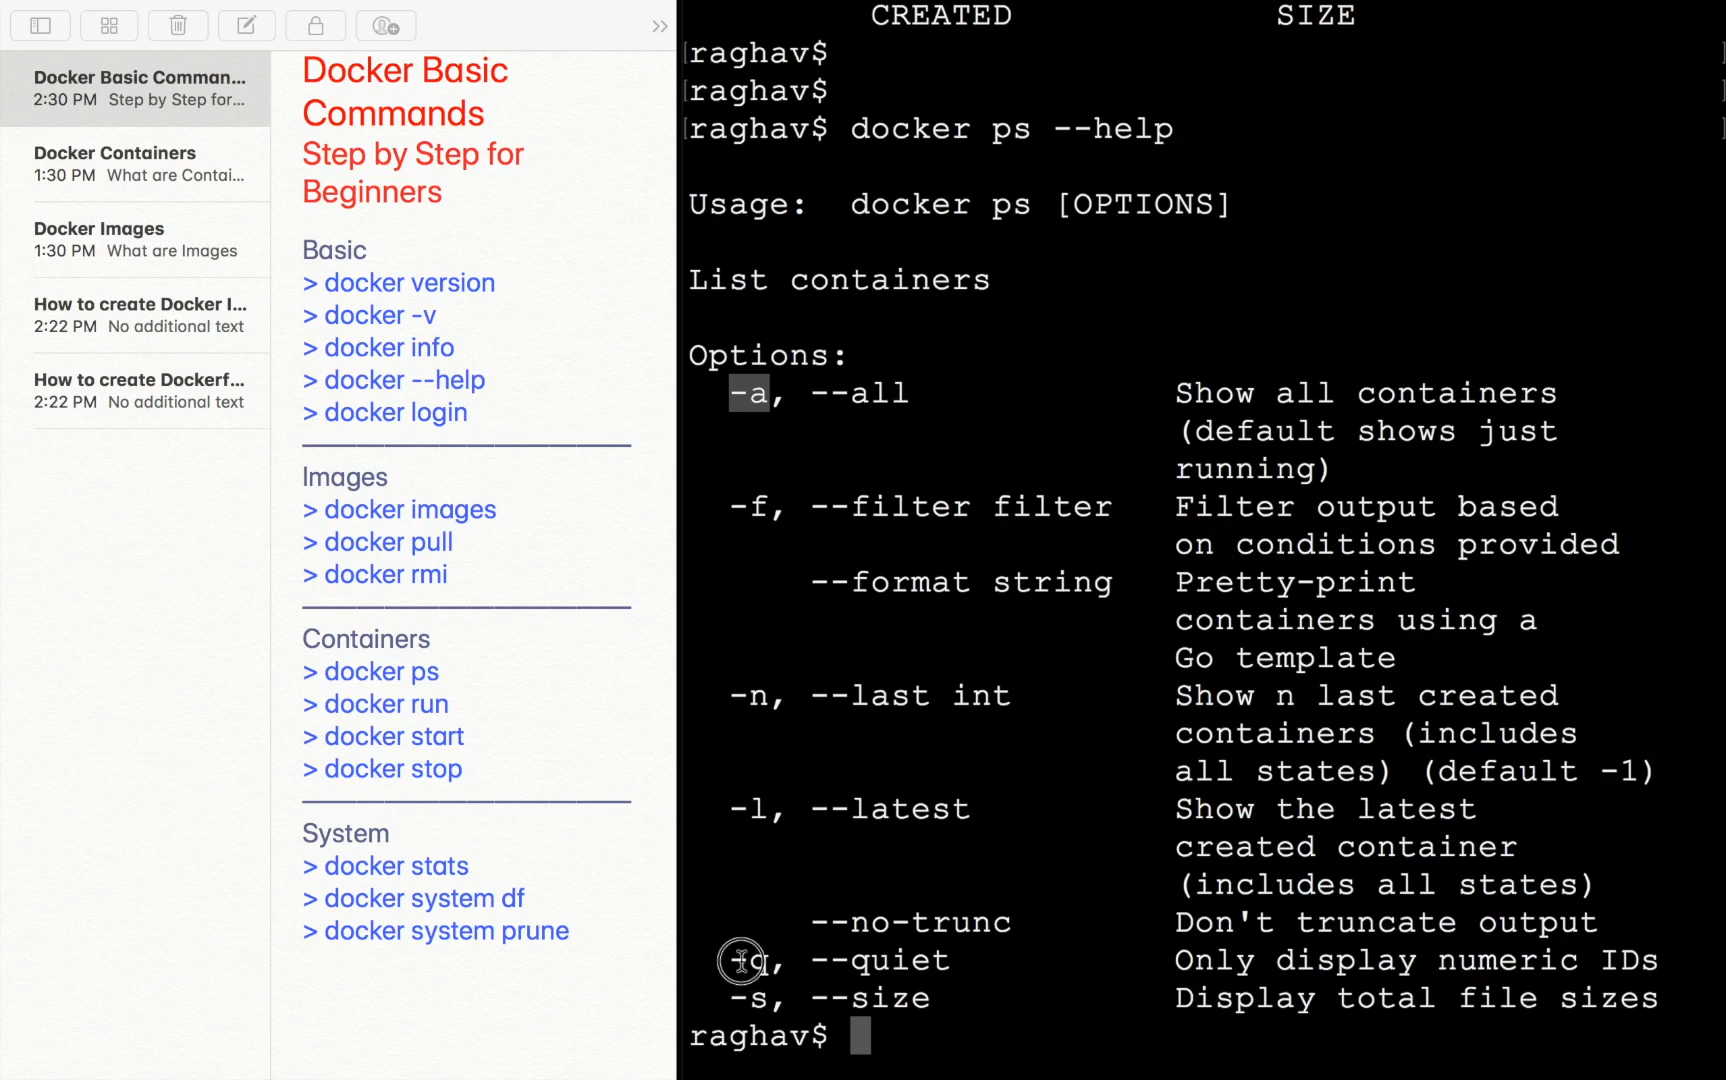 Docker Basic Comman...
2:30 PM Step by Step for...
Docker Containers
1:30 PM What are Contai...
Docker Images
1:30 PM What are Images
How to create Docker I...
2:22 PM No additional text
How to create Dockerf...
2:22 PM No additional text
Docker Basic
Commands
Step by Step for
Beginners
Basic
> docker version
> docker -v
> docker info
> docker --help
> docker login
Images
> docker images
> docker pull
> docker rmi
Containers
> docker ps
> docker run
> docker start
> docker stop
System
> docker stats
> docker system df
> docker system prune
CREATED SIZE
[raghav$
[raghav$
[raghav$ docker ps --help
Usage: docker ps [OPTIONS]
List containers
Options:
-a, --all Show all containers
(default shows just
running)
-f, --filter filter Filter output based
on conditions provided
--format string Pretty-print
containers using a
Go template
-n, --last int Show n last created
containers (includes
all states) (default -1)
-l, --latest Show the latest
created container
(includes all states)
--no-trunc Don't truncate output
-q, --quiet Only display numeric IDs
-s, --size Display total file sizes
raghav$